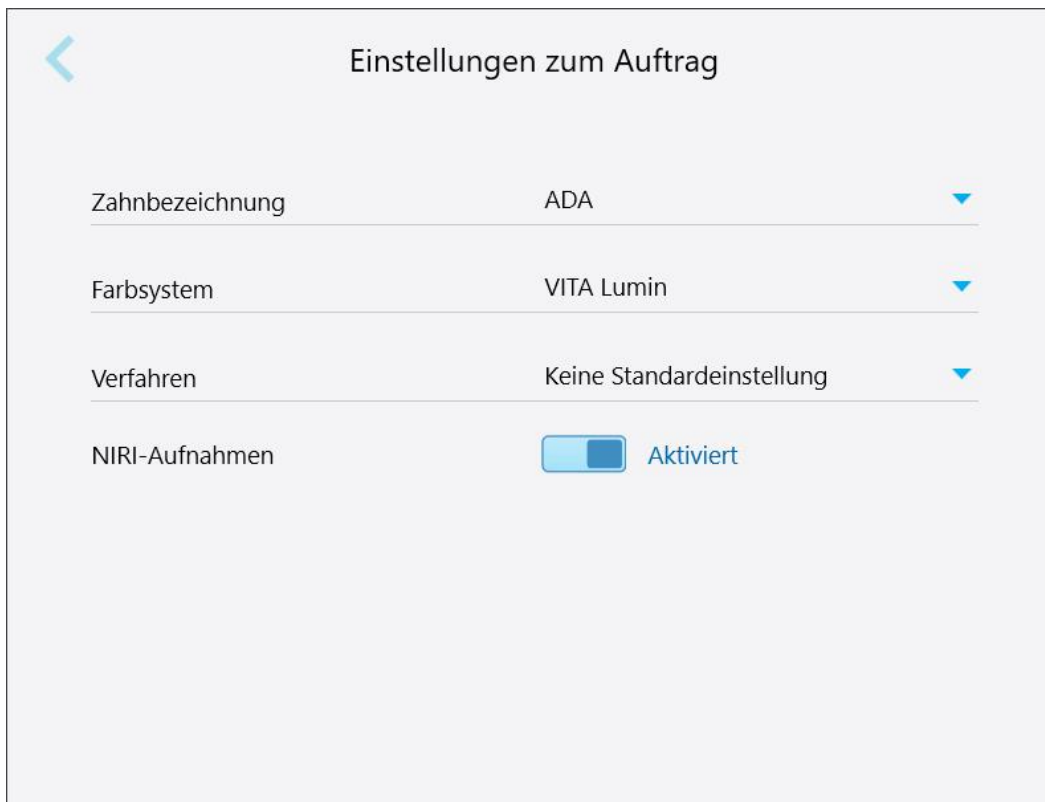 Einstellungen zum Auftrag
Zahnbezeichnung ADA
Farbsystem VITA Lumin
Verfahren Keine Standardeinstellung
NIRI-Aufnahmen Aktiviert